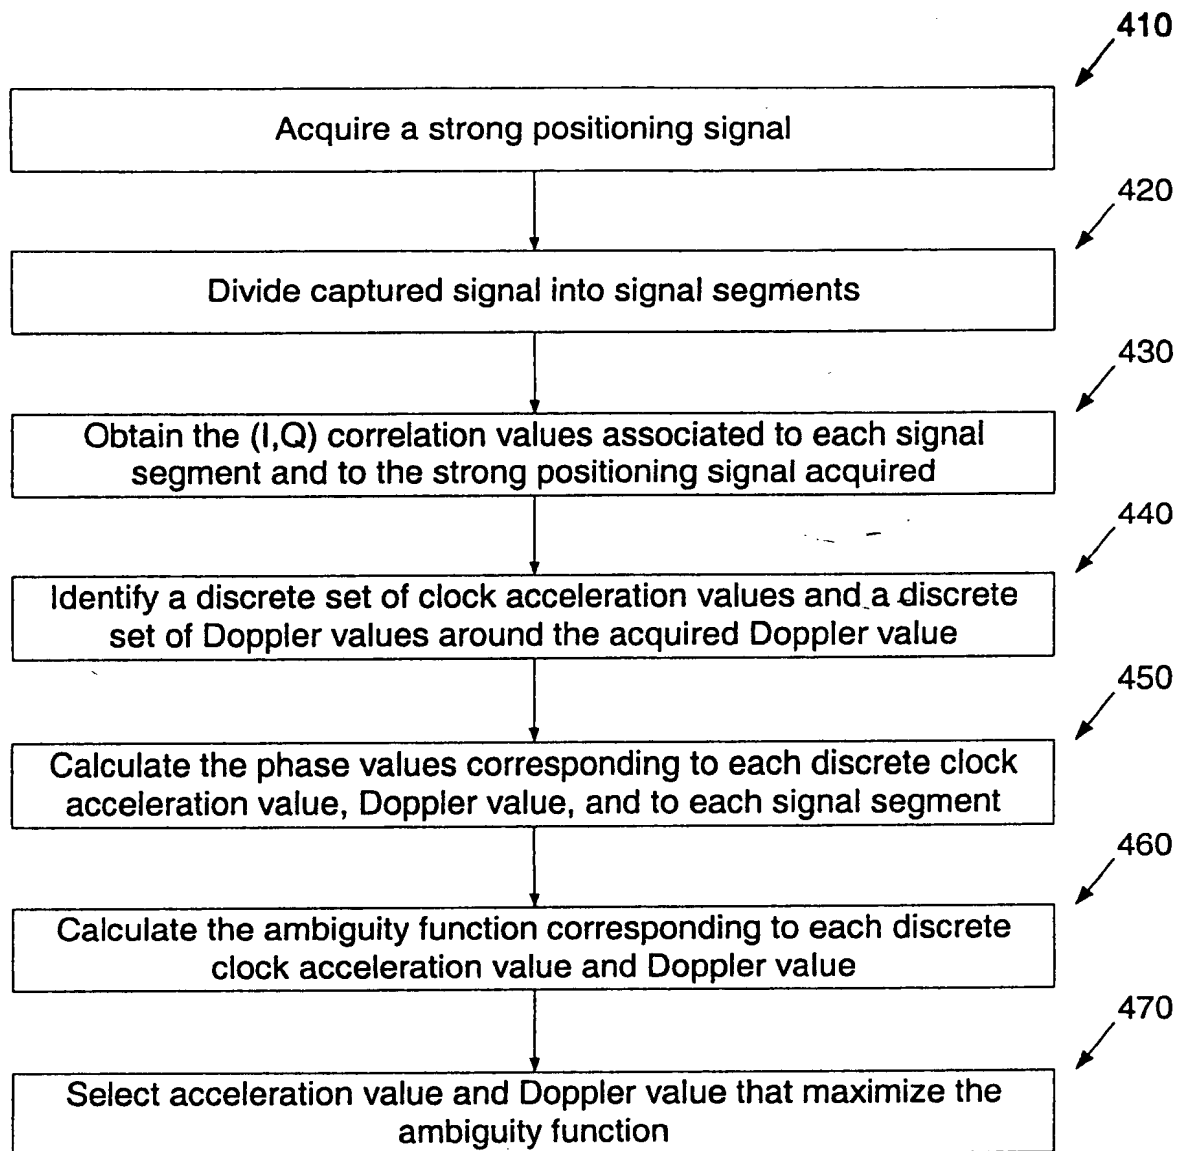 410
Acquire a strong positioning signal
420
Divide captured signal into signal segments
430
Obtain the (I,Q) correlation values associated to each signal
segment and to the strong positioning signal acquired
440
Identify a discrete set of clock acceleration values and a discrete
set of Doppler values around the acquired Doppler value
450
Calculate the phase values corresponding to each discrete clock
acceleration value, Doppler value, and to each signal segment
460
Calculate the ambiguity function corresponding to each discrete
clock acceleration value and Doppler value
470
Select acceleration value and Doppler value that maximize the
ambiguity function